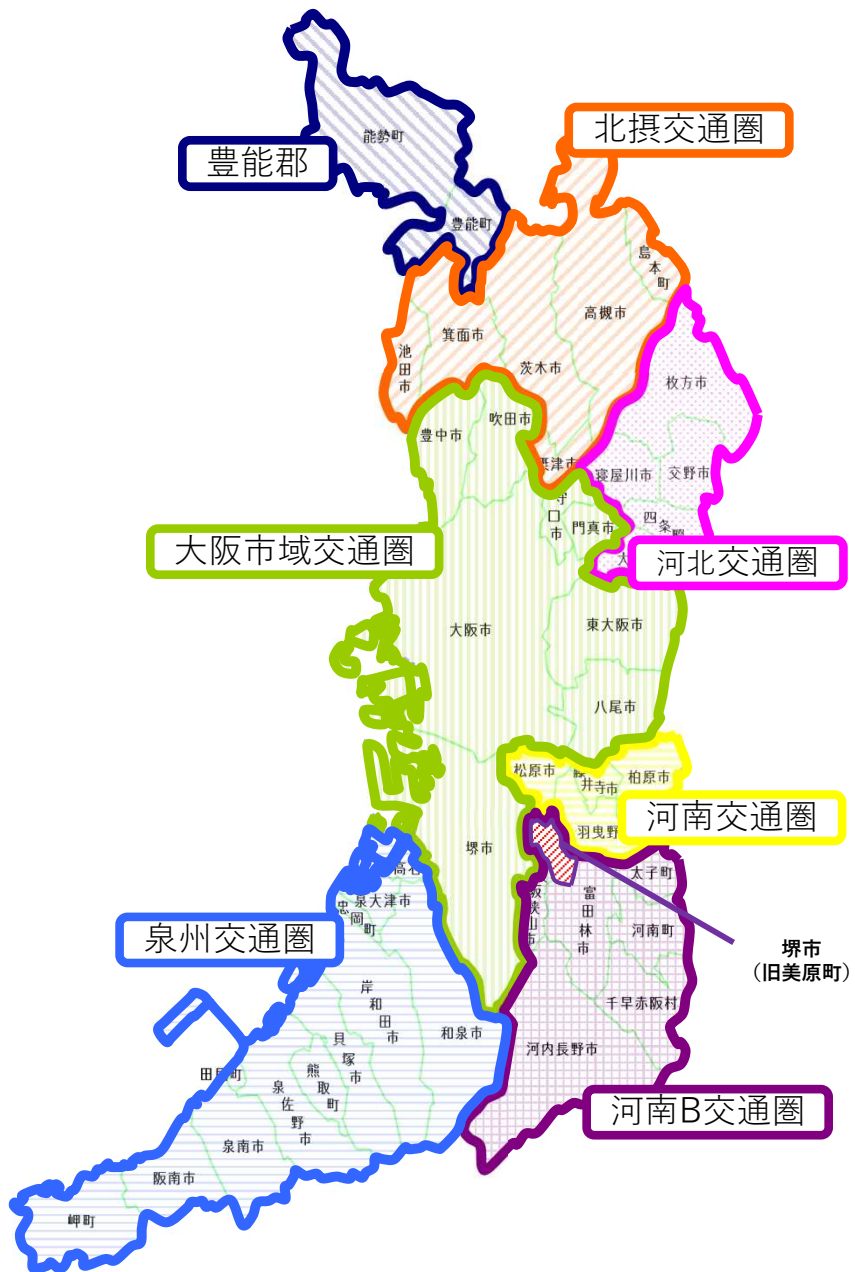 能勢町
北摂交通圏
豊能郡
豊能町
島本町
高槻市
箕面市
池田市
茨木市
枚方市
吹田市
豊中市
摂津市
寝屋川市
交野市
守口市
門真市
四条
大阪市域交通圏
河北交通圏
大
大阪市
東大阪市
八尾市
松原市
井寺市
柏原市
河南交通圏
羽曳野
堺市
高石
太子町
泉大津市
忠岡町
富田林市
阪狭山市
河南町
泉州交通圏
堺市
（旧美原町）
岸和田市
和泉市
千早赤阪村
貝塚市
河内長野市
熊取町
泉佐野市
河南B交通圏
泉南市
阪南市
岬町